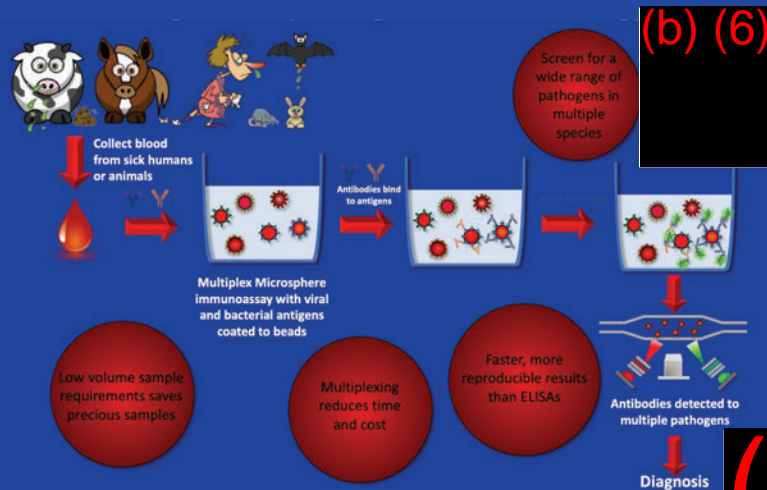 (b) (6)
Screen for a
wide range of
pathogens in
multiple
species
Collect blood
from sick humans
or animals
Antibodies bind
to antigens
Multiplex Microsphere
immunoassay with viral
and bacterial antigens
coated to beads
Low volume sample
requirements saves
precious samples
Multiplexing
reduces time
and cost
Faster, more
reproducible results
than ELISAs
Antibodies detected to
multiple pathogens
Diagnosis
(